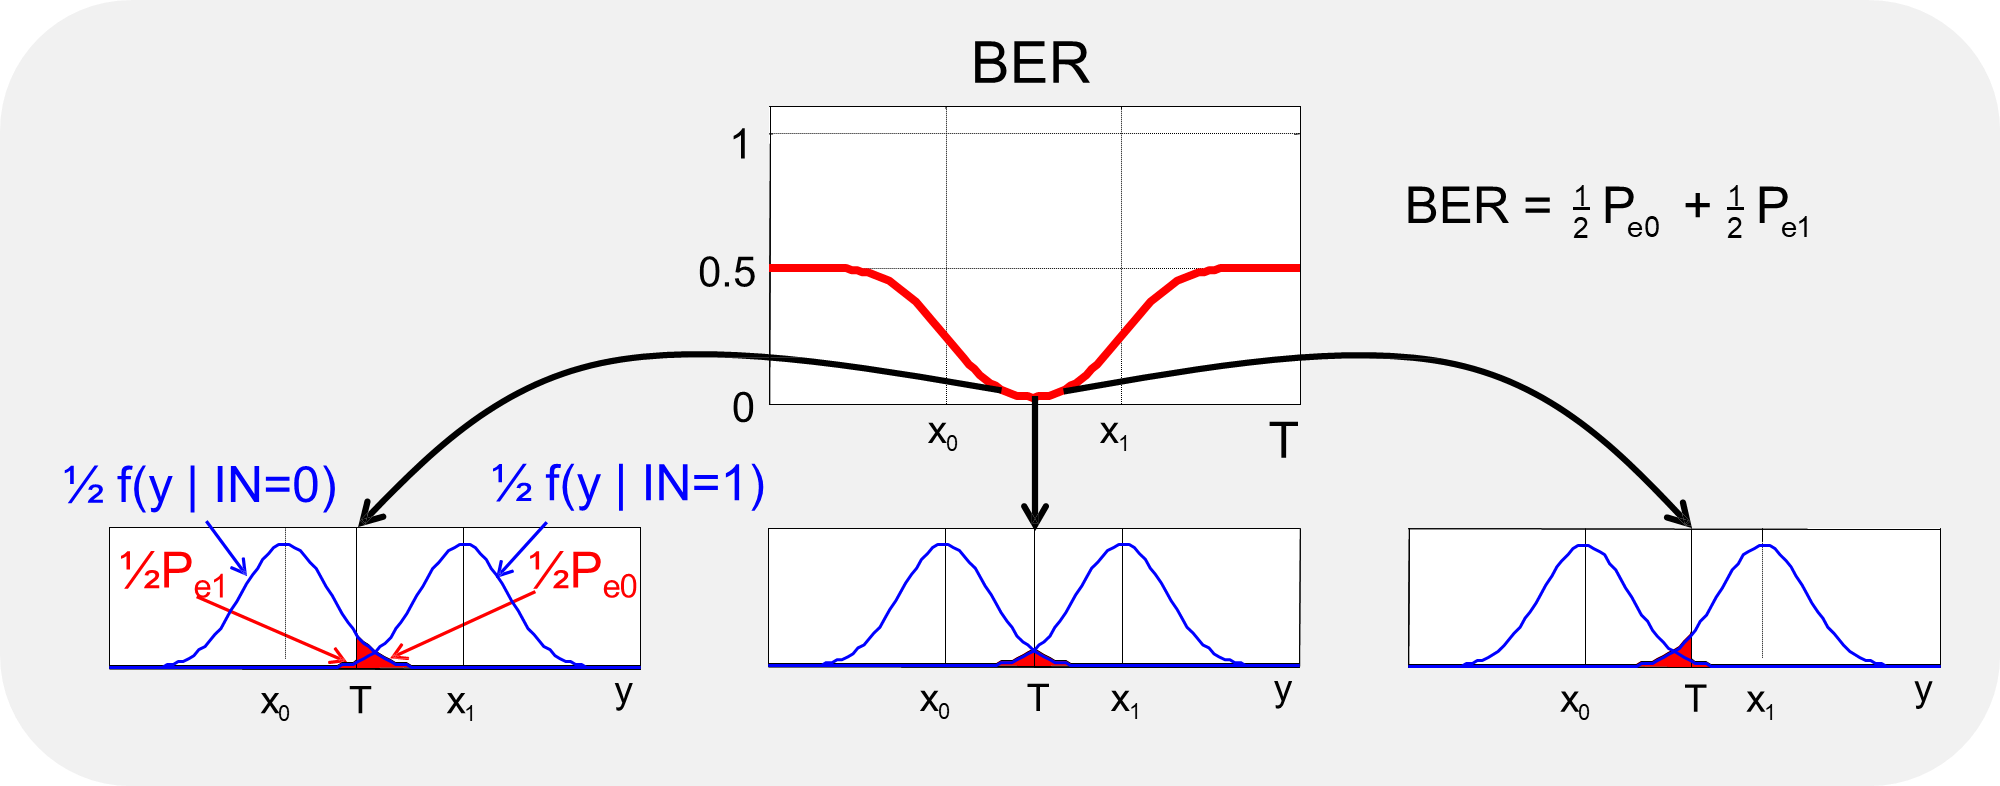 BER
1
0.5
0
x0 x1 T
BER = 1/2 Pe0 + 1/2 Pe1
½ f(y | IN=0)
½ f(y | IN=1)
½Pe1
½Pe0
x0 T x1 y
x0 T x1 y
x0 T x1 y